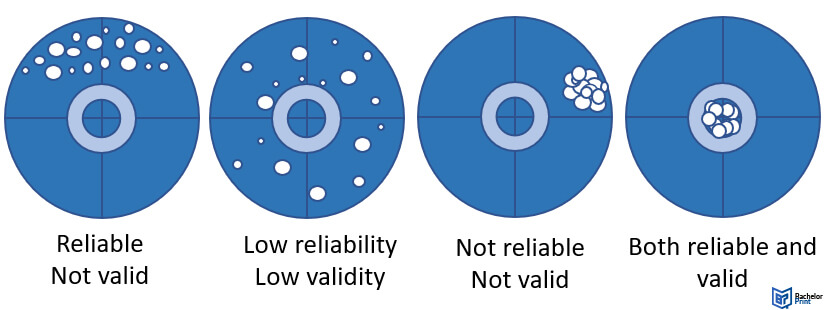 Reliable
Not valid
Low reliability
Low validity
Not reliable
Not valid
Both reliable and
valid
Bachelor
Print